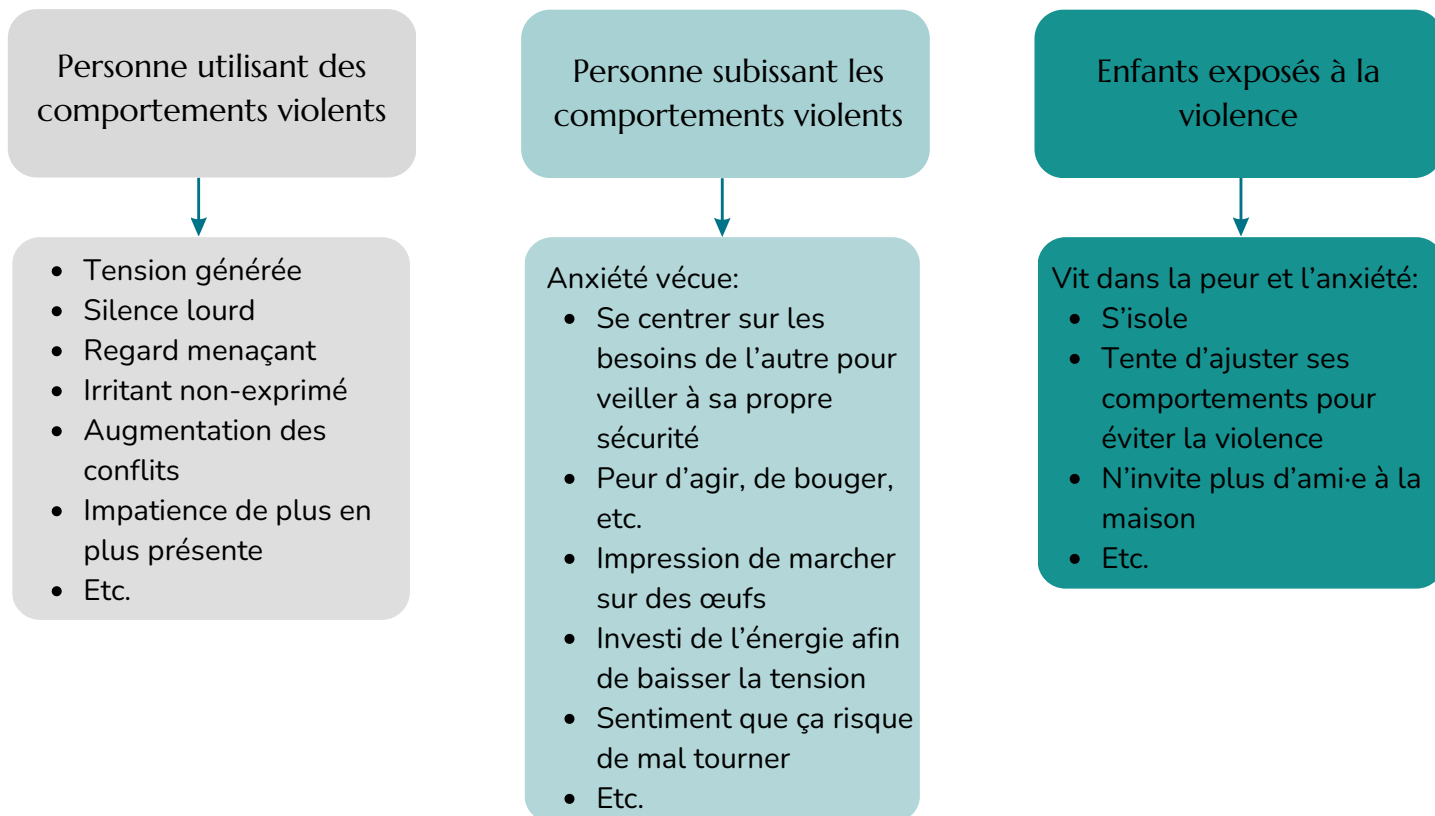 Personne utilisant des
comportements violents
• Tension générée
• Silence lourd
• Regard menaçant
• Irritant non-exprimé
• Augmentation des
conflits
• Impatience de plus en
plus présente
• Etc.
Personne subissant les
comportements violents
Anxiété vécue:
• Se centrer sur les
besoins de l’autre pour
veiller à sa propre
sécurité
• Peur d’agir, de bouger,
etc.
• Impression de marcher
sur des œufs
• Investi de l’énergie afin
de baisser la tension
• Sentiment que ça risque
de mal tourner
• Etc.
Enfants exposés à la
violence
Vit dans la peur et l’anxiété:
• S’isole
• Tente d’ajuster ses
comportements pour
éviter la violence
• N’invite plus d’ami·e à la
maison
• Etc.